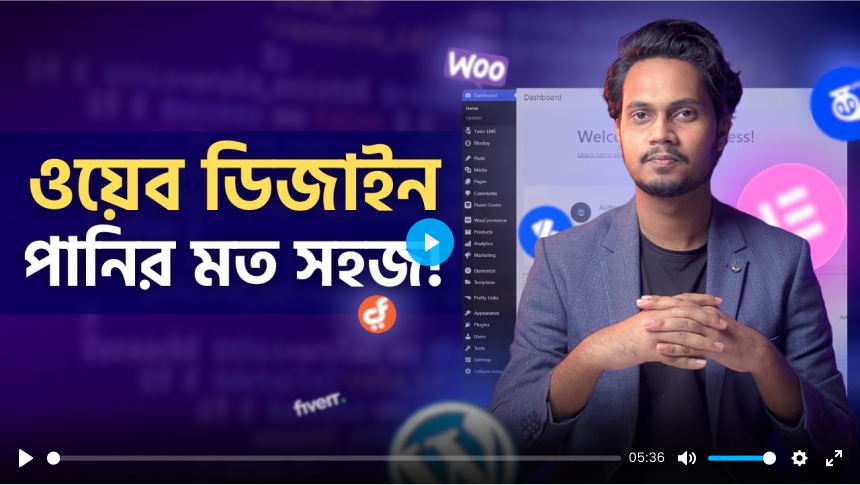 WOO
Dashboard
Dashboard
Home
Updates
Tutor LMS
Blocksy
Posts
Media
Pages
Comments
Fluent Forms
WooCommerce
Products
Analytics
Marketing
Elementor
Templates
Pretty Links
Appearance
Plugins
Users
Tools
Settings
Collapse menu
ওয়েব ডিজাইন
পানির মত সহজ!
fiverr.
05:36